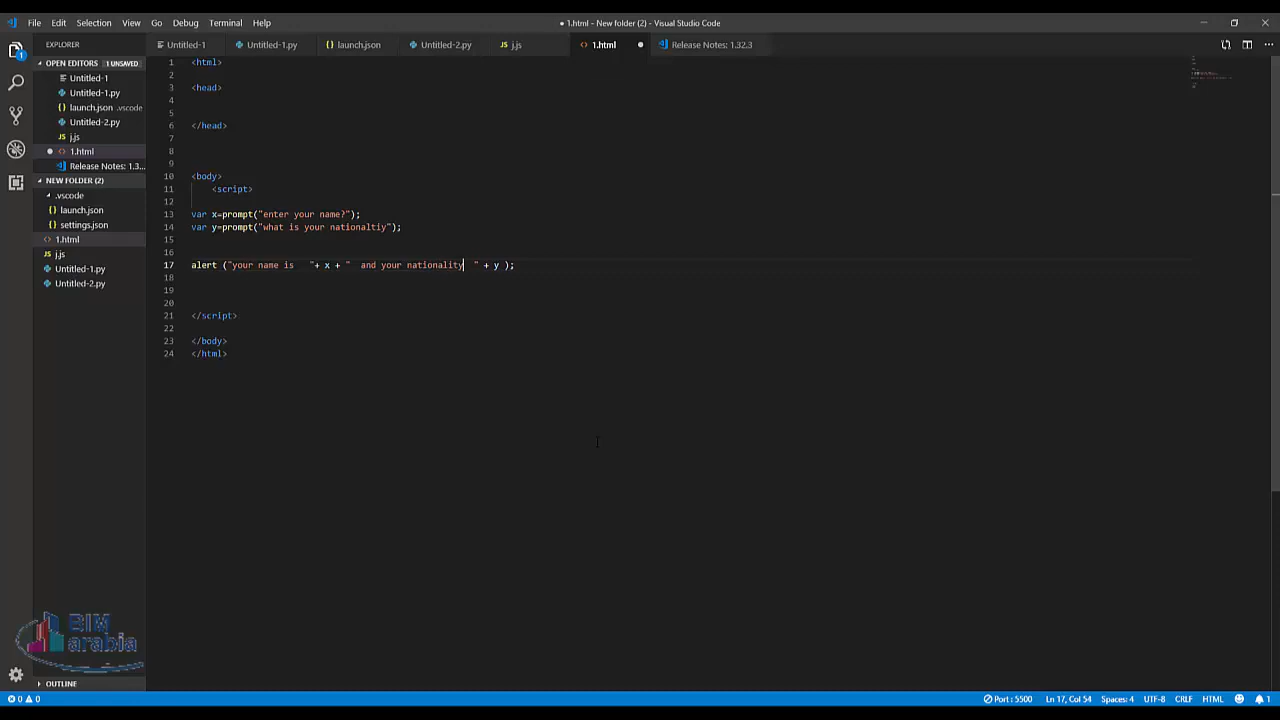 File Edit Selection View Go Debug Terminal Help
● 1.html - New folder (2) - Visual Studio Code
EXPLORER
Untitled-1 Untitled-1.py launch.json Untitled-2.py j.js 1.html Release Notes: 1.32.3
OPEN EDITORS 1 UNSAVED
Untitled-1
Untitled-1.py
launch.json .vscode
Untitled-2.py
j.js
1.html
Release Notes: 1.3...
NEW FOLDER (2)
.vscode
launch.json
settings.json
1.html
j.js
Untitled-1.py
Untitled-2.py
1 <html>
2
3 <head>
4
5
6 </head>
7
8
9
10 <body>
11 <script>
12
13 var x=prompt("enter your name?");
14 var y=prompt("what is your nationaltiy");
15
16
17 alert ("your name is   "+ x + "  and your nationality  " + y );
18
19
20
21 </script>
22
23 </body>
24 </html>
BIM
arabia
OUTLINE
0 0
Port : 5500 Ln 17, Col 54 Spaces: 4 UTF-8 CRLF HTML 1
1